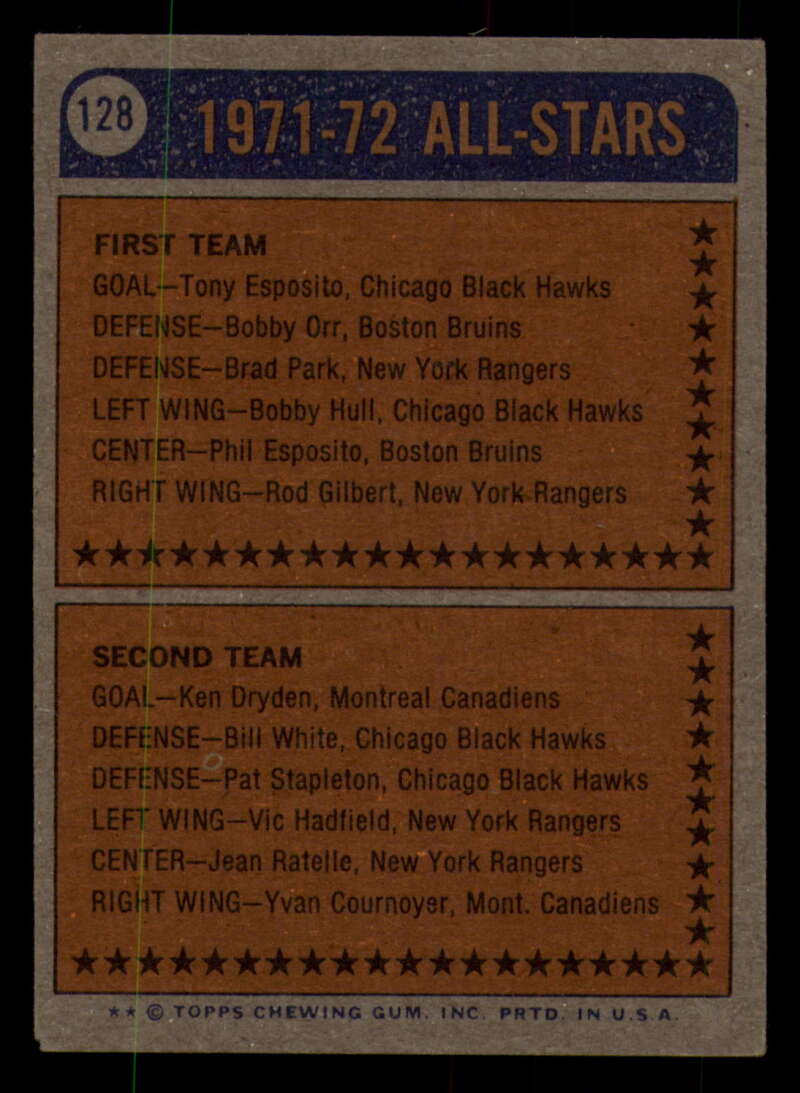 128
1971-72 ALL-STARS
FIRST TEAM
GOAL—Tony Esposito, Chicago Black Hawks
DEFENSE—Bobby Orr, Boston Bruins
DEFENSE—Brad Park, New York Rangers
LEFT WING—Bobby Hull, Chicago Black Hawks
CENTER—Phil Esposito, Boston Bruins
RIGHT WING—Rod Gilbert, New York Rangers
SECOND TEAM
GOAL—Ken Dryden, Montreal Canadiens
DEFENSE—Bill White, Chicago Black Hawks
DEFENSE—Pat Stapleton, Chicago Black Hawks
LEFT WING—Vic Hadfield, New York Rangers
CENTER—Jean Ratelle, New York Rangers
RIGHT WING—Yvan Cournoyer, Mont. Canadiens
★★ © TOPPS CHEWING GUM, INC. PRTD. IN U.S.A.